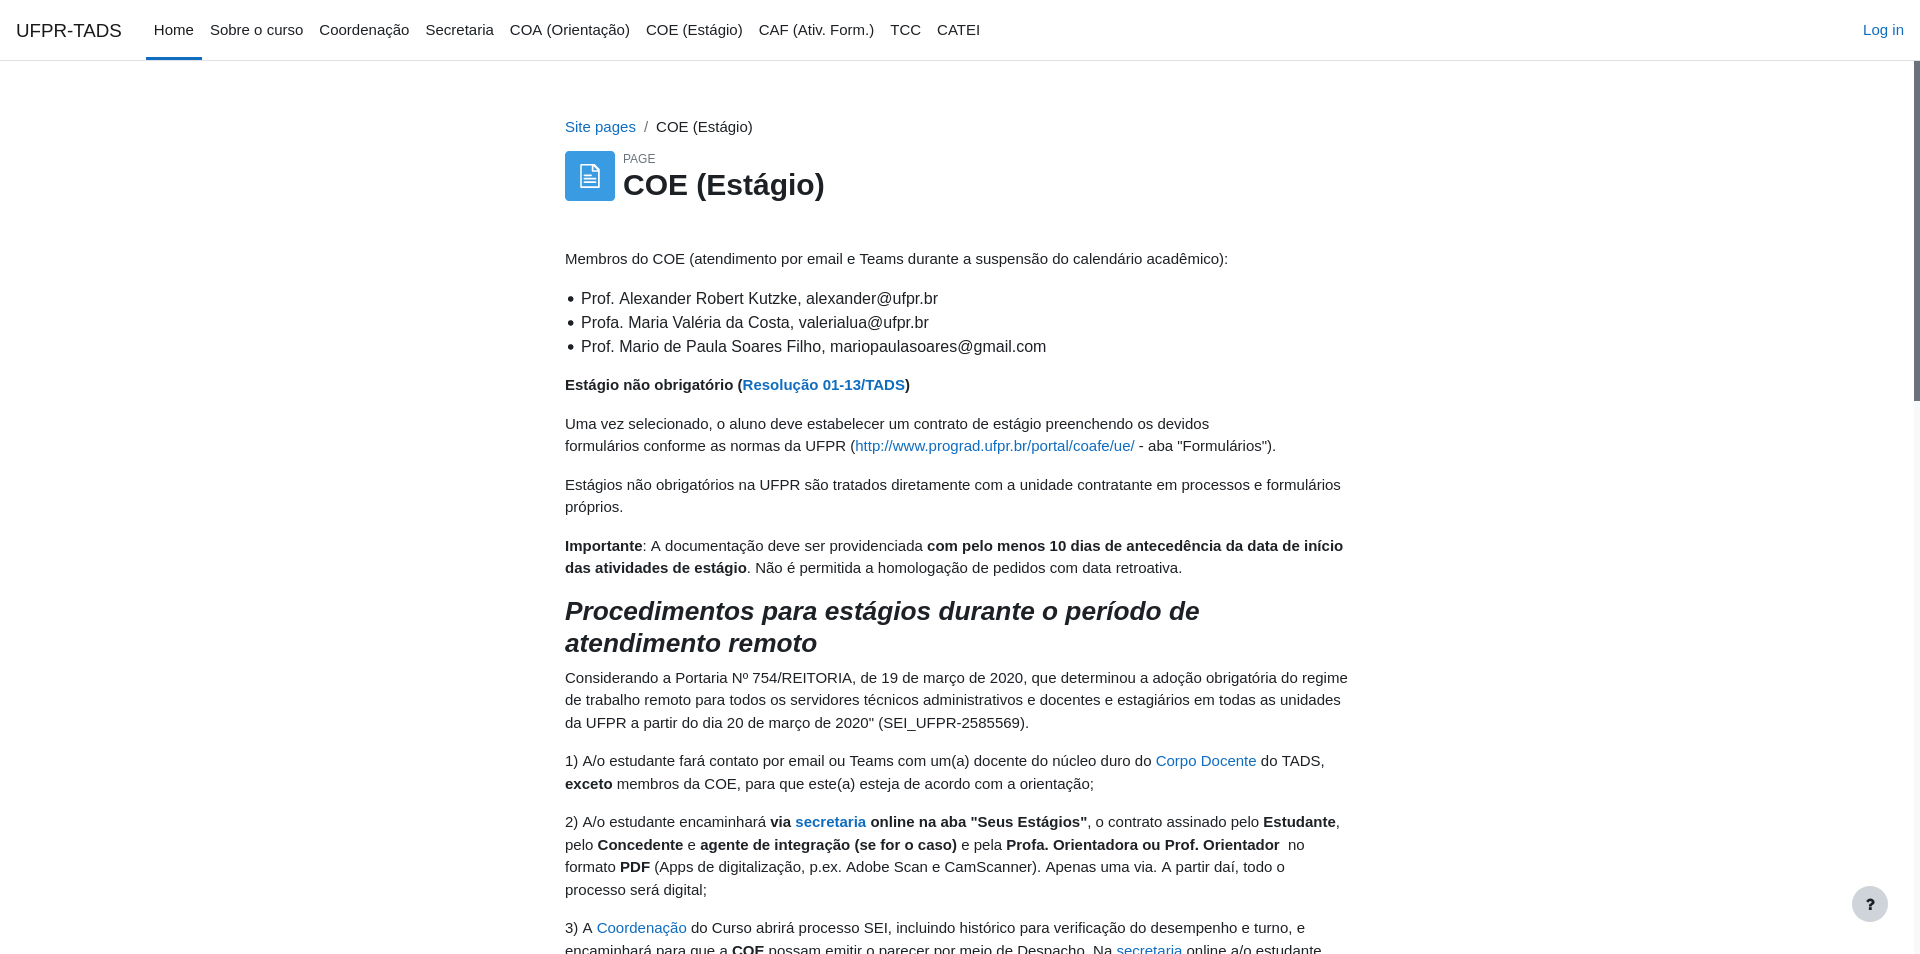 UFPR-TADS Home Sobre o curso Coordenação Secretaria COA (Orientação) COE (Estágio) CAF (Ativ. Form.) TCC CATEI Log in
Site pages / COE (Estágio)
PAGE
COE (Estágio)
Membros do COE (atendimento por email e Teams durante a suspensão do calendário acadêmico):
• Prof. Alexander Robert Kutzke, alexander@ufpr.br
• Profa. Maria Valéria da Costa, valerialua@ufpr.br
• Prof. Mario de Paula Soares Filho, mariopaulasoares@gmail.com
Estágio não obrigatório (Resolução 01-13/TADS)
Uma vez selecionado, o aluno deve estabelecer um contrato de estágio preenchendo os devidos
formulários conforme as normas da UFPR (http://www.prograd.ufpr.br/portal/coafe/ue/ - aba "Formulários").
Estágios não obrigatórios na UFPR são tratados diretamente com a unidade contratante em processos e formulários
próprios.
Importante: A documentação deve ser providenciada com pelo menos 10 dias de antecedência da data de início
das atividades de estágio. Não é permitida a homologação de pedidos com data retroativa.
Procedimentos para estágios durante o período de
atendimento remoto
Considerando a Portaria Nº 754/REITORIA, de 19 de março de 2020, que determinou a adoção obrigatória do regime
de trabalho remoto para todos os servidores técnicos administrativos e docentes e estagiários em todas as unidades
da UFPR a partir do dia 20 de março de 2020" (SEI_UFPR-2585569).
1) A/o estudante fará contato por email ou Teams com um(a) docente do núcleo duro do Corpo Docente do TADS,
exceto membros da COE, para que este(a) esteja de acordo com a orientação;
2) A/o estudante encaminhará via secretaria online na aba "Seus Estágios", o contrato assinado pelo Estudante,
pelo Concedente e agente de integração (se for o caso) e pela Profa. Orientadora ou Prof. Orientador no
formato PDF (Apps de digitalização, p.ex. Adobe Scan e CamScanner). Apenas uma via. A partir daí, todo o
processo será digital;
3) A Coordenação do Curso abrirá processo SEI, incluindo histórico para verificação do desempenho e turno, e
encaminhará para que a COE possam emitir o parecer por meio de Despacho. Na secretaria online a/o estudante
?